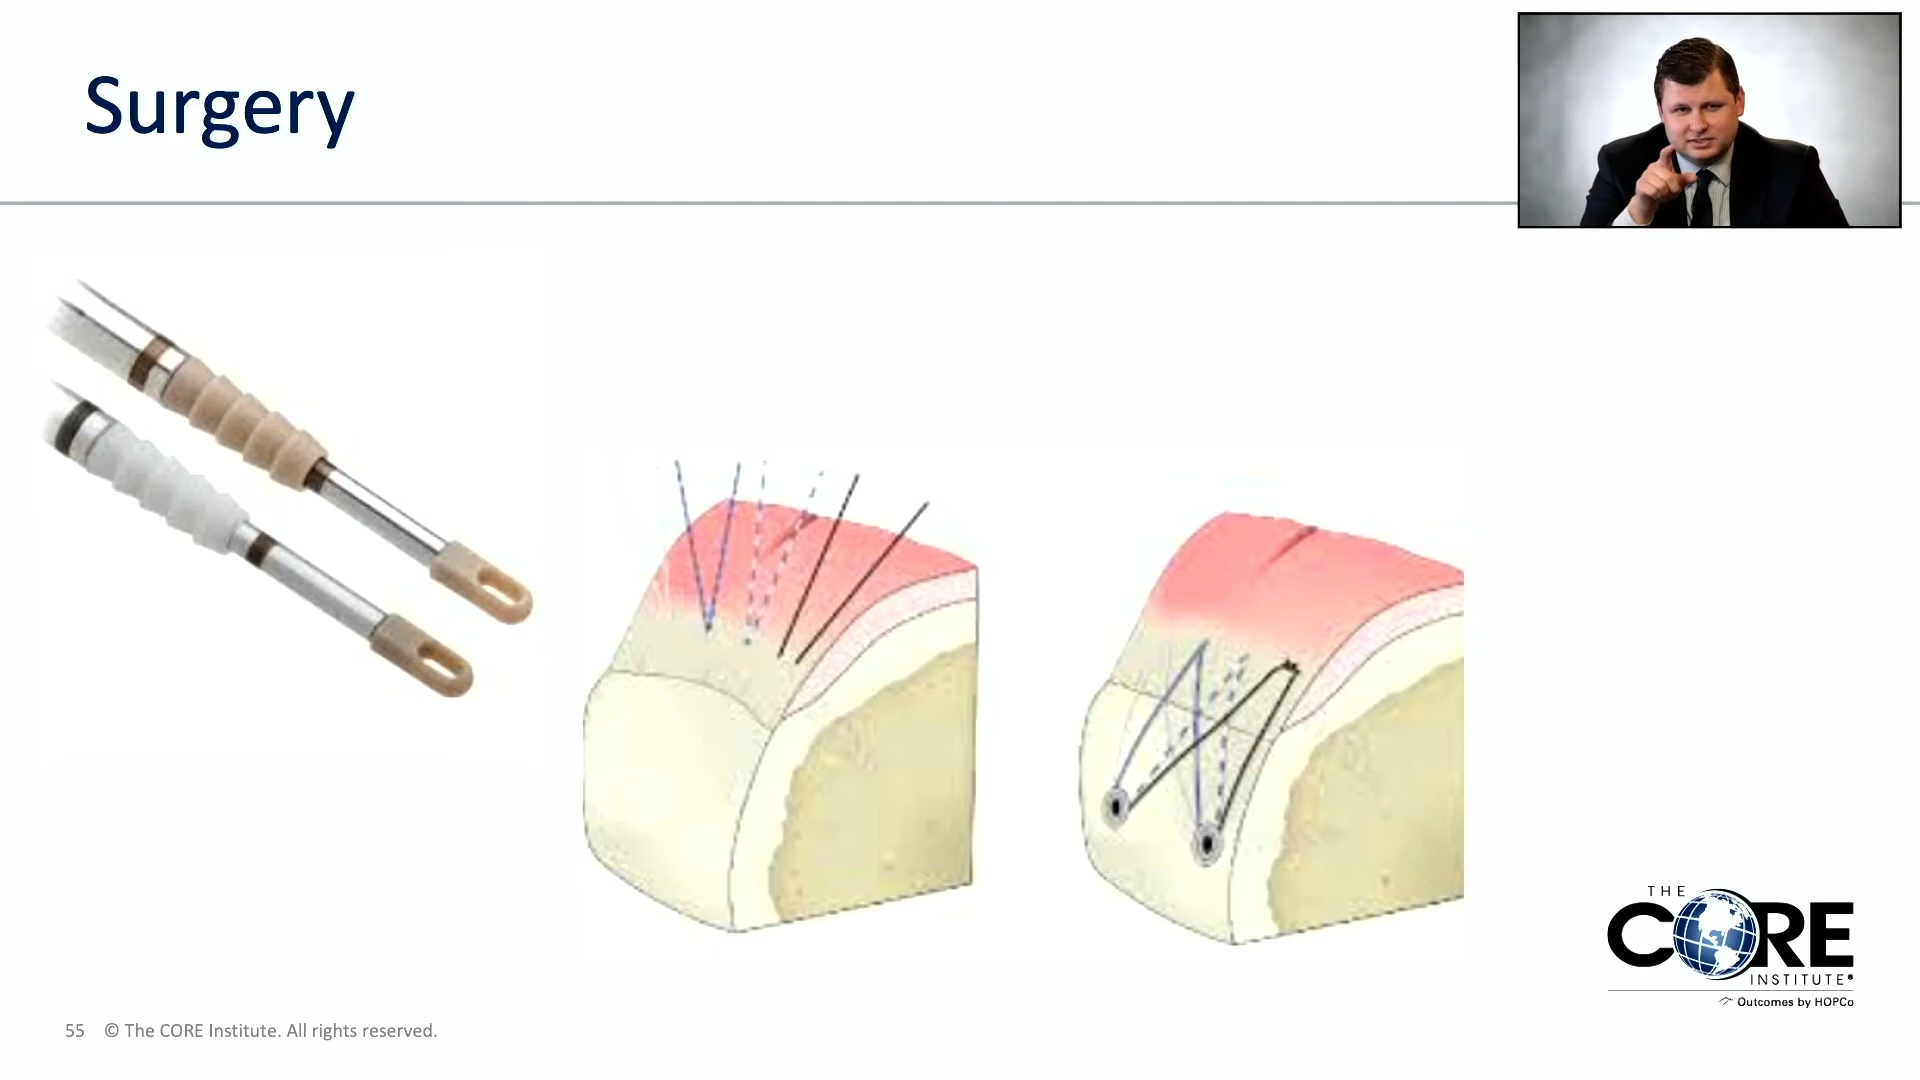 Surgery
THE
CORE
INSTITUTE®
Outcomes by HOPCo
55 © The CORE Institute. All rights reserved.